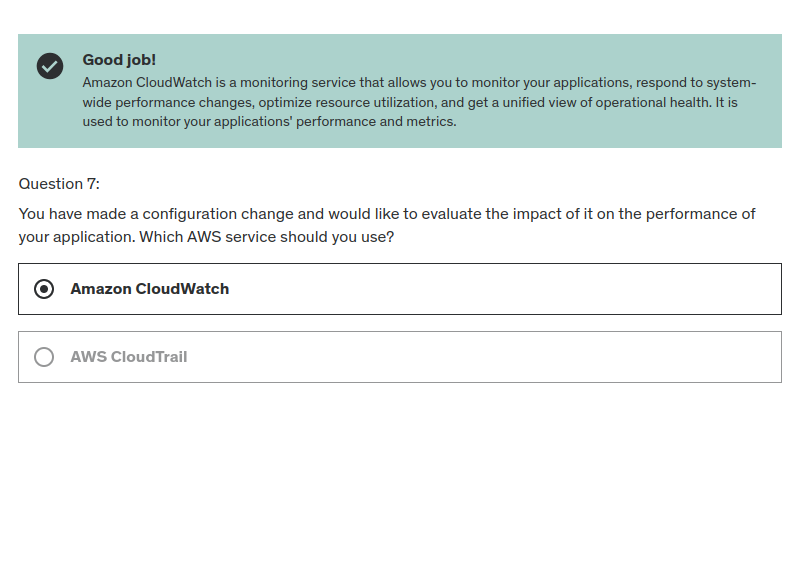 Good job!
Amazon CloudWatch is a monitoring service that allows you to monitor your applications, respond to system-
wide performance changes, optimize resource utilization, and get a unified view of operational health. It is
used to monitor your applications' performance and metrics.
Question 7:
You have made a configuration change and would like to evaluate the impact of it on the performance of
your application. Which AWS service should you use?
Amazon CloudWatch
AWS CloudTrail